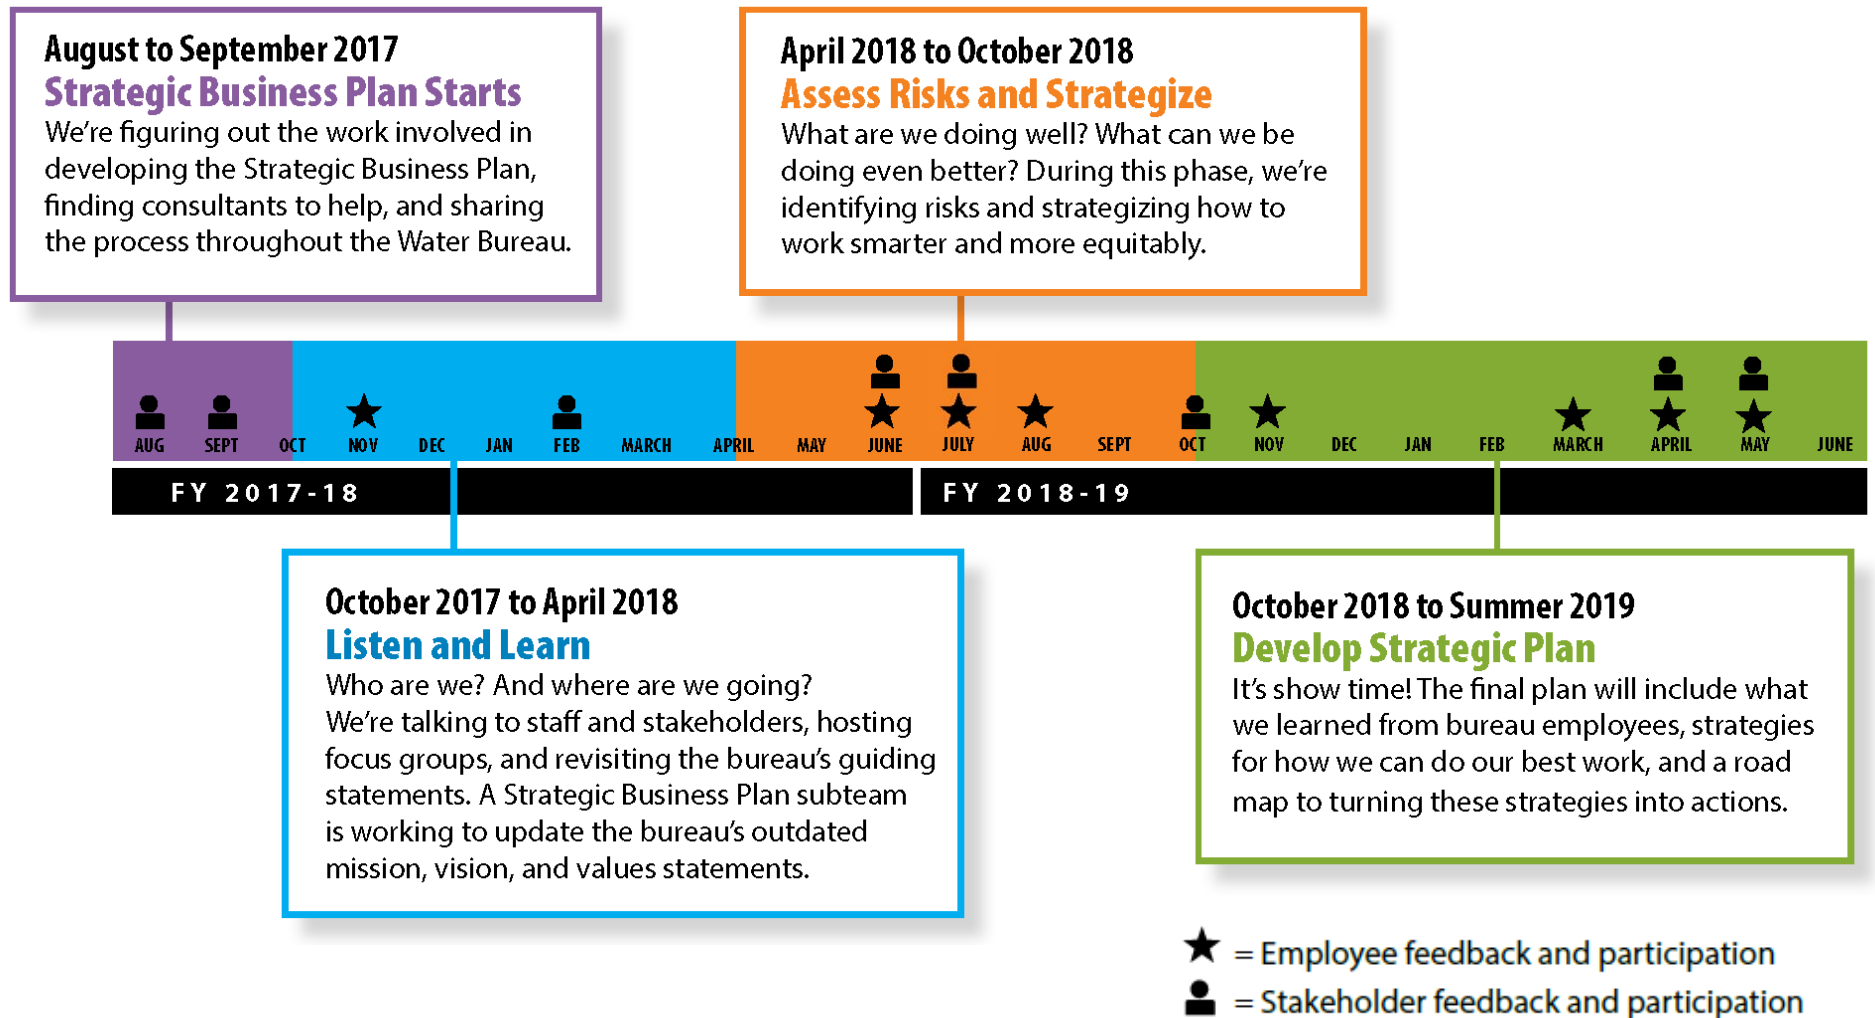 August to September 2017
Strategic Business Plan Starts
We’re figuring out the work involved in
developing the Strategic Business Plan,
finding consultants to help, and sharing
the process throughout the Water Bureau.
April 2018 to October 2018
Assess Risks and Strategize
What are we doing well? What can we be
doing even better? During this phase, we’re
identifying risks and strategizing how to
work smarter and more equitably.
AUG SEPT OCT NOV DEC JAN FEB MARCH APRIL MAY JUNE JULY AUG SEPT OCT NOV DEC JAN FEB MARCH APRIL MAY JUNE
FY 2017-18 FY 2018-19
October 2017 to April 2018
Listen and Learn
Who are we? And where are we going?
We’re talking to staff and stakeholders, hosting
focus groups, and revisiting the bureau’s guiding
statements. A Strategic Business Plan subteam
is working to update the bureau’s outdated
mission, vision, and values statements.
October 2018 to Summer 2019
Develop Strategic Plan
It’s show time! The final plan will include what
we learned from bureau employees, strategies
for how we can do our best work, and a road
map to turning these strategies into actions.
= Employee feedback and participation
= Stakeholder feedback and participation